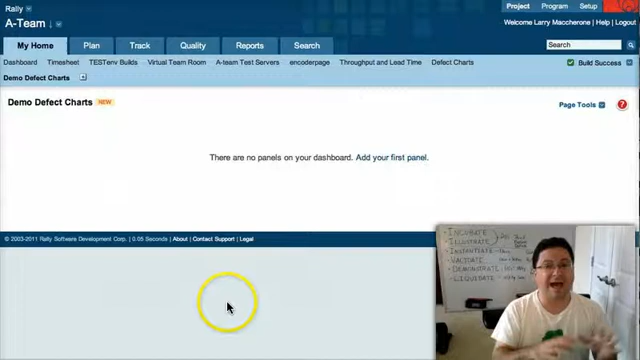 Rally
Project Program Setup
A-Team
Welcome Larry Maccherone | Help | Logout
My Home Plan Track Quality Reports Search
Search
Dashboard Timesheet TESTenv Builds Virtual Team Room A-team Test Servers encoderpage Throughput and Lead Time Defect Charts
Build Success
Demo Defect Charts
Demo Defect Charts NEW
Page Tools
?
There are no panels on your dashboard. Add your first panel.
© 2003-2011 Rally Software Development Corp. | 0.05 Seconds | About | Contact Support | Legal
INCUBATE
ILLUSTRATE
INSTANTIATE
VALIDATE
DEMONSTRATE
LIQUIDATE